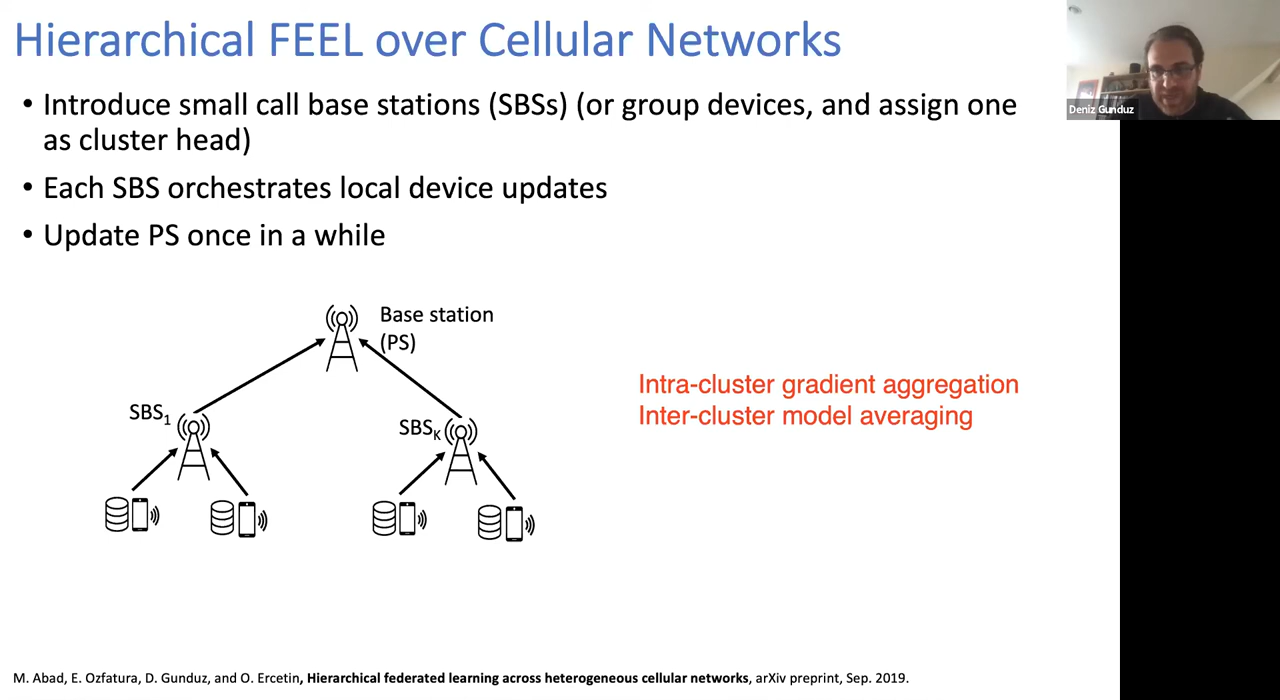 Hierarchical FEEL over Cellular Networks
Deniz Gunduz
• Introduce small call base stations (SBSs) (or group devices, and assign one
as cluster head)
• Each SBS orchestrates local device updates
• Update PS once in a while
Base station
(PS)
SBS1
SBSK
Intra-cluster gradient aggregation
Inter-cluster model averaging
M. Abad, E. Ozfatura, D. Gunduz, and O. Ercetin, Hierarchical federated learning across heterogeneous cellular networks, arXiv preprint, Sep. 2019.